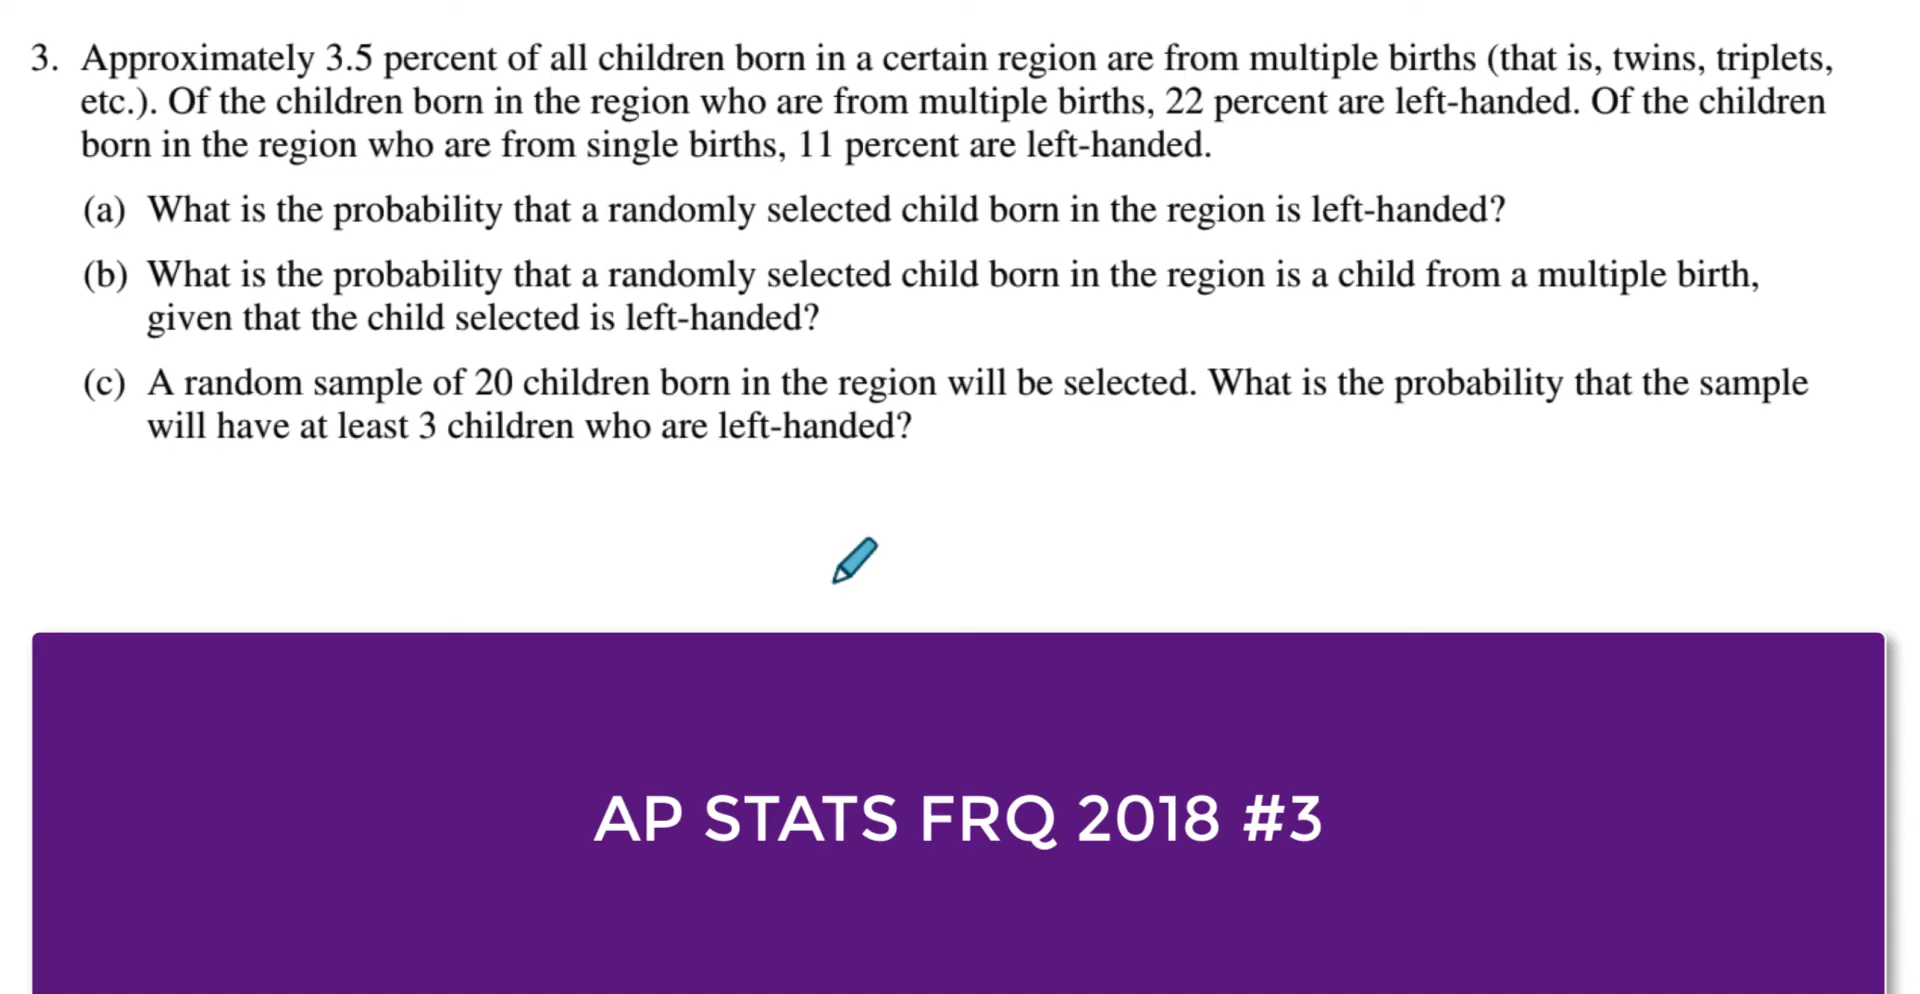 3. Approximately 3.5 percent of all children born in a certain region are from multiple births (that is, twins, triplets,
etc.). Of the children born in the region who are from multiple births, 22 percent are left-handed. Of the children
born in the region who are from single births, 11 percent are left-handed.
(a) What is the probability that a randomly selected child born in the region is left-handed?
(b) What is the probability that a randomly selected child born in the region is a child from a multiple birth,
given that the child selected is left-handed?
(c) A random sample of 20 children born in the region will be selected. What is the probability that the sample
will have at least 3 children who are left-handed?
AP STATS FRQ 2018 #3